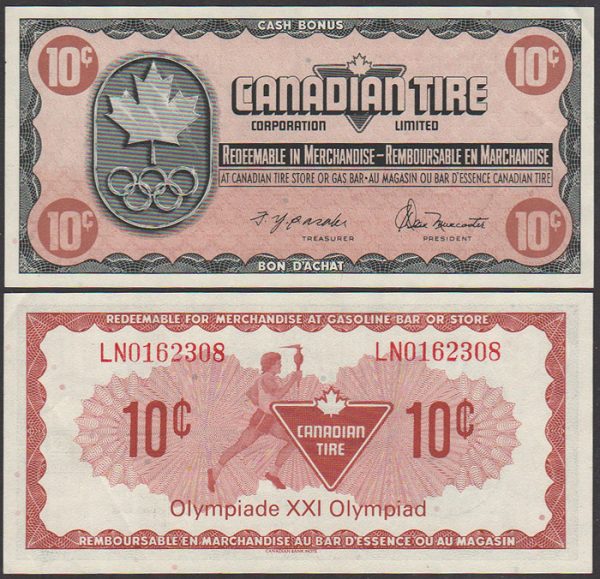 CASH BONUS
10¢ 10¢
CANADIAN TIRE
CORPORATION LIMITED
REDEEMABLE IN MERCHANDISE – REMBOURSABLE EN MARCHANDISE
AT CANADIAN TIRE STORE OR GAS BAR • AU MAGASIN OU BAR D'ESSENCE CANADIAN TIRE
10¢ 10¢
TREASURER PRESIDENT
BON D'ACHAT
REDEEMABLE FOR MERCHANDISE AT GASOLINE BAR OR STORE
LN0162308 LN0162308
10¢ 10¢
CANADIAN
TIRE
Olympiade XXI Olympiad
REMBOURSABLE EN MARCHANDISE AU BAR D'ESSENCE OU AU MAGASIN
CANADIAN BANK NOTE